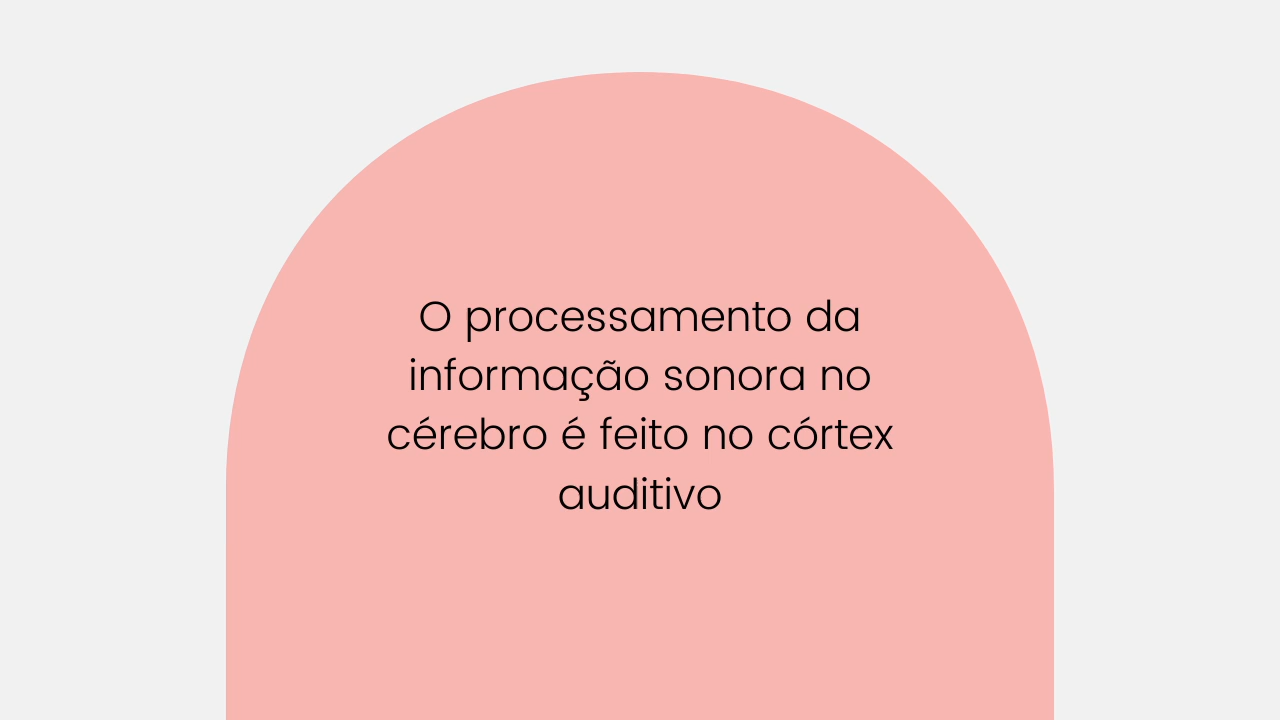 O processamento da
informação sonora no
cérebro é feito no córtex
auditivo